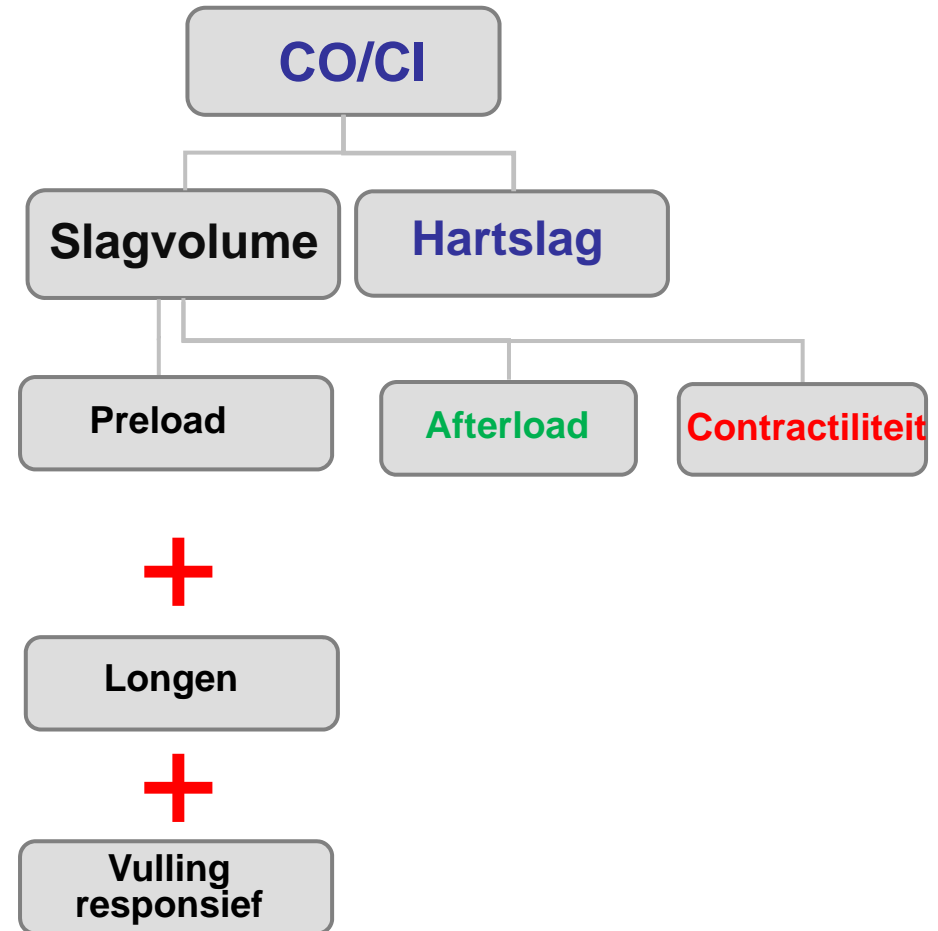 CO/CI
Slagvolume
Hartslag
Preload
Afterload
Contractiliteit
+
Longen
+
Vulling
responsief